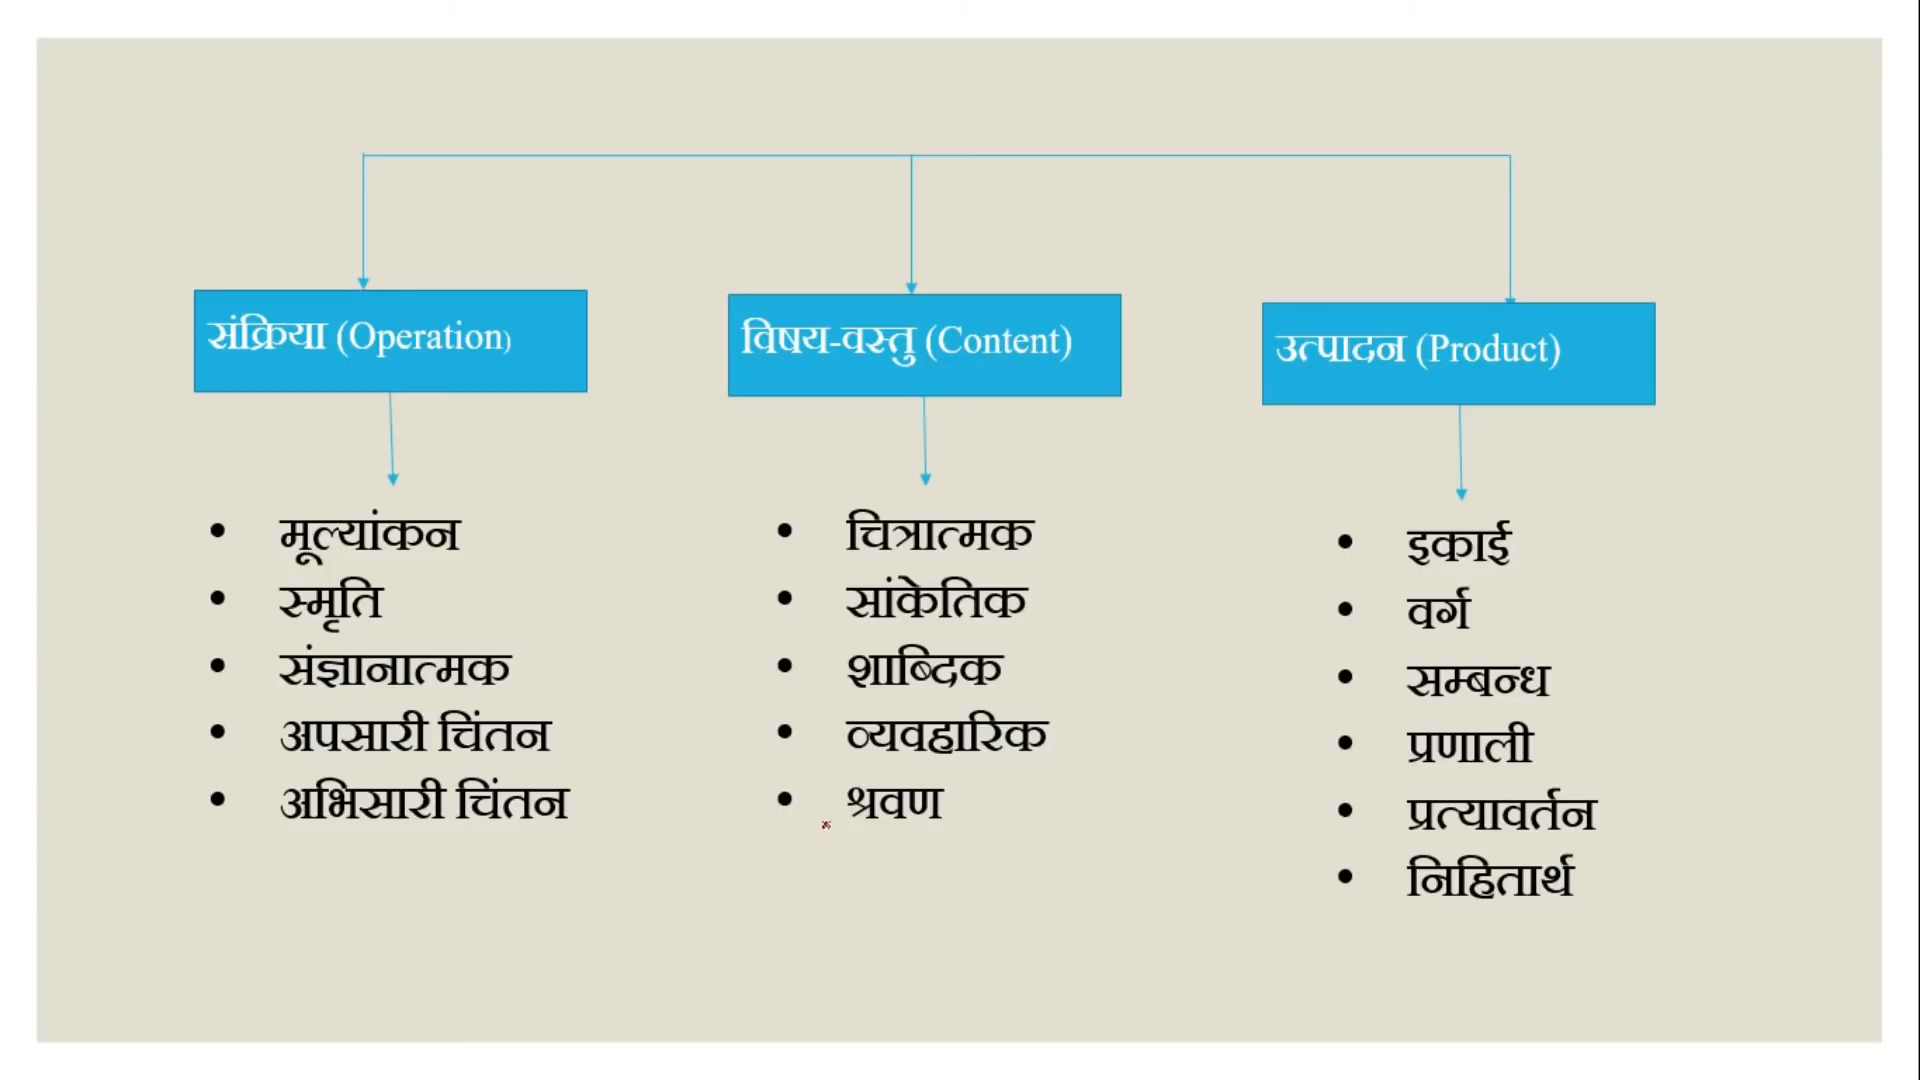 संक्रिया (Operation)
विषय-वस्तु (Content)
उत्पादन (Product)
• मूल्यांकन
• स्मृति
• संज्ञानात्मक
• अपसारी चिंतन
• अभिसारी चिंतन
• चित्रात्मक
• सांकेतिक
• शाब्दिक
• व्यवहारिक
• श्रवण
• इकाई
• वर्ग
• सम्बन्ध
• प्रणाली
• प्रत्यावर्तन
• निहितार्थ